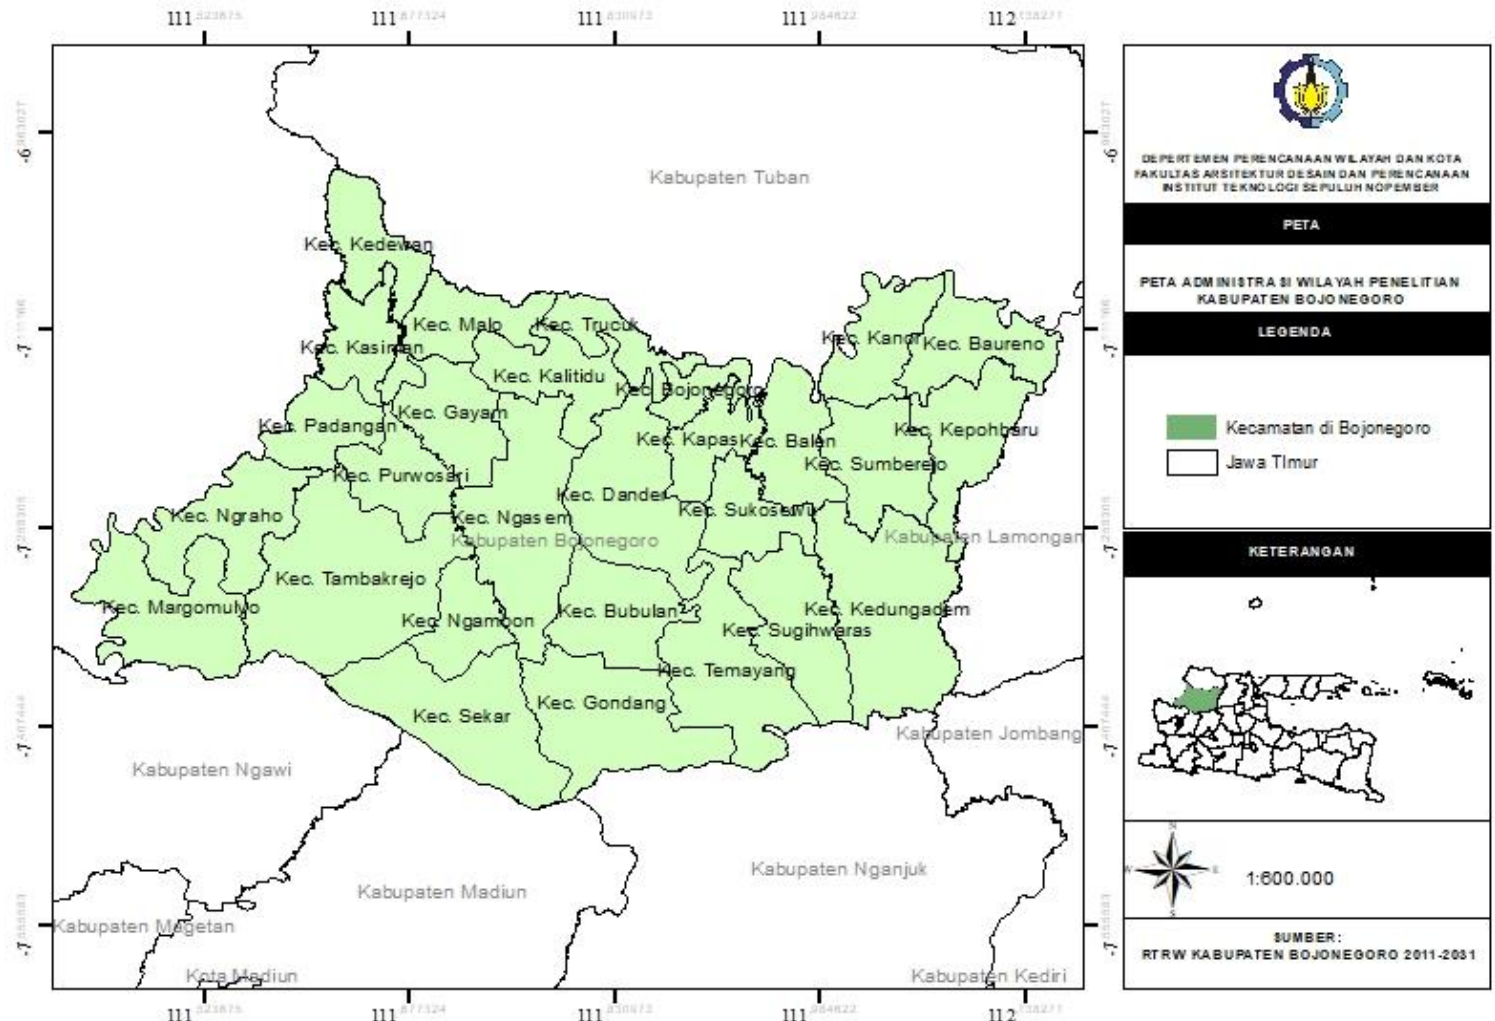 111 111 111 111 112
Kabupaten Tuban
Kec. Kedewan
Kec. Malo
Kec. Trucuk
Kec. Kanor
Kec. Baureno
Kec. Kasiman
Kec. Kalitidu
Kec. Bojonegoro
Kec. Gayam
Kec. Padangan
Kec. Kapas
Kec. Balen
Kec. Kepohbaru
Kec. Purwosari
Kec. Sumberejo
Kec. Dander
Kec. Ngraho
Kec. Ngasem
Kec. Sukosewu
Kabupaten Bojonegoro
Kabupaten Lamongan
Kec. Tambakrejo
Kec. Margomulyo
Kec. Bubulan
Kec. Kedungadem
Kec. Ngambon
Kec. Sugihwaras
Kec. Temayang
Kec. Gondang
Kec. Sekar
Kabupaten Jombang
Kabupaten Ngawi
Kabupaten Nganjuk
Kabupaten Madiun
Kabupaten Magetan
Kota Madiun
Kabupaten Kediri
111 111 111 111 112
-6
-7
-7
-7
-7
-6
-7
-7
-7
-7
DEPERTEMEN PERENCANAAN WILAYAH DAN KOTA
FAKULTAS ARSITEKTUR DESAIN DAN PERENCANAAN
INSTITUT TEKNOLOGI SEPULUH NOPEMBER
PETA
PETA ADMINISTRASI WILAYAH PENELITIAN
KABUPATEN BOJONEGORO
LEGENDA
Kecamatan di Bojonegoro
Jawa TImur
KETERANGAN
N
W E
S
1:600.000
SUMBER:
RTRW KABUPATEN BOJONEGORO 2011-2031